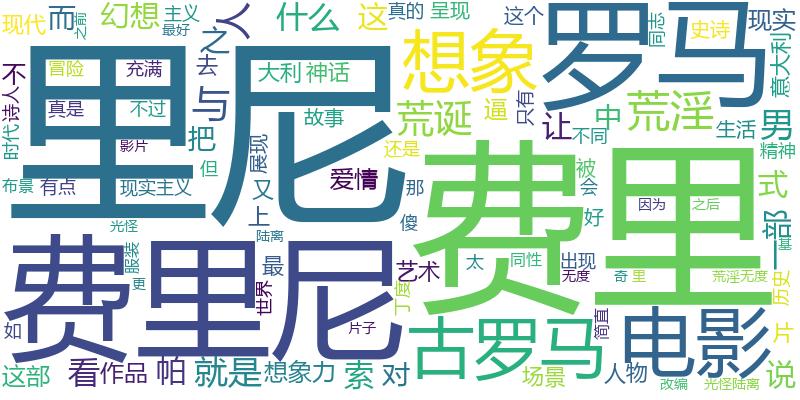 现代
而
之前
幻想
主义
最好
人
什么
这
真的
呈现
这个
现实
同志
史诗
罗马
里尼
想象
不
诗人
冒险
充满
之
去
大利
神话
荒诞
逼
只有
荒淫
意大利
时代
真是
不过
与
故事
中
让
不同
生活
男
影片
把
展现
还是
精神
布景
有点
现实主义
但
又
爱情
那
被
会
式
上
傻
费里
好
因为
之后
一部
基
光怪
陆离
费里尼
服装
更
最
世界
艺术
太
同性
出现
无度
奇
里
荒淫无度
历史
丁度
片子
如
古罗马
简直
电影
片
这部
看
作品
帕
就是
想象力
索
对
场景
人物
改编
光怪陆离
说